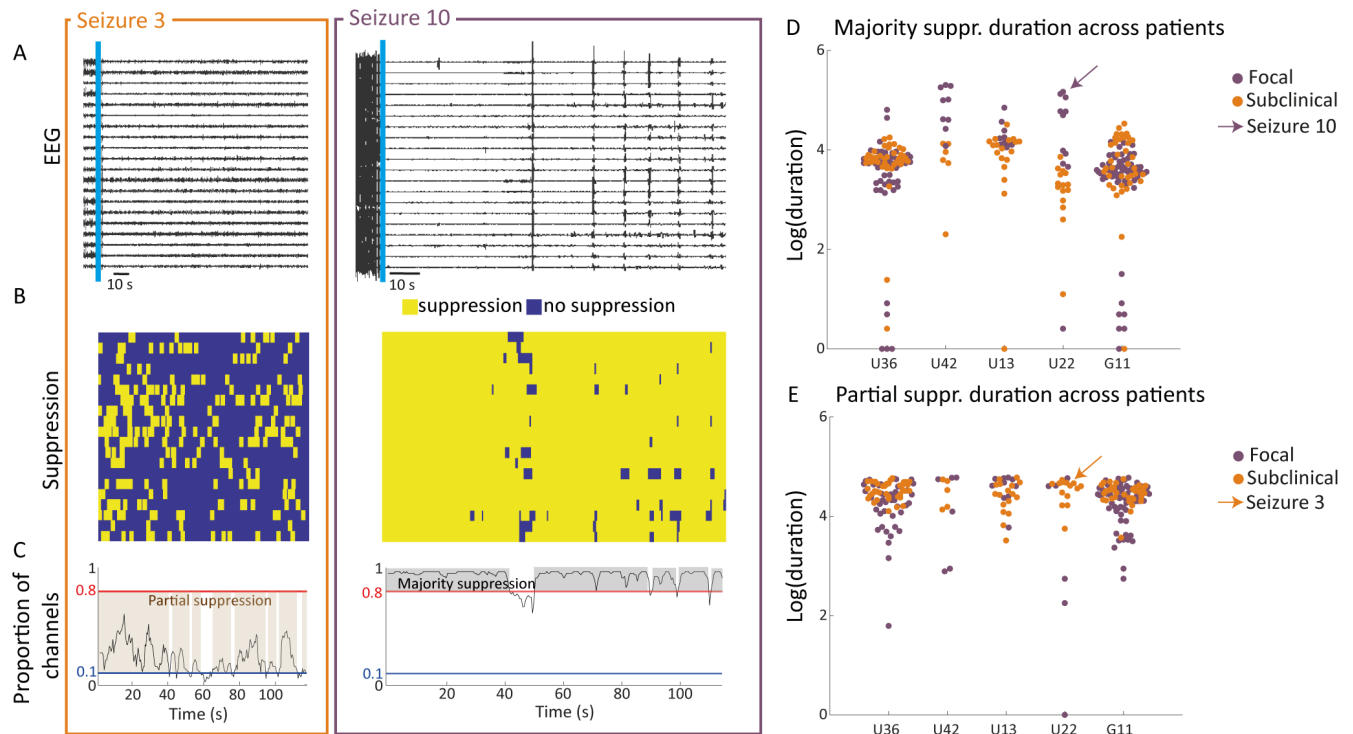 Seizure 3
Seizure 10
A
EEG
10 s
10 s
B
suppression
no suppression
Suppression
C
Proportion of
channels
1
0.8
0.1
0
Partial suppression
20 40 60 80 100
Time (s)
1
0.8
0.1
0
Majority suppression
20 40 60 80 100
Time (s)
D
Majority suppr. duration across patients
6
4
2
0
Log(duration)
U36 U42 U13 U22 G11
Focal
Subclinical
Seizure 10
E
Partial suppr. duration across patients
6
4
2
0
Log(duration)
U36 U42 U13 U22 G11
Focal
Subclinical
Seizure 3